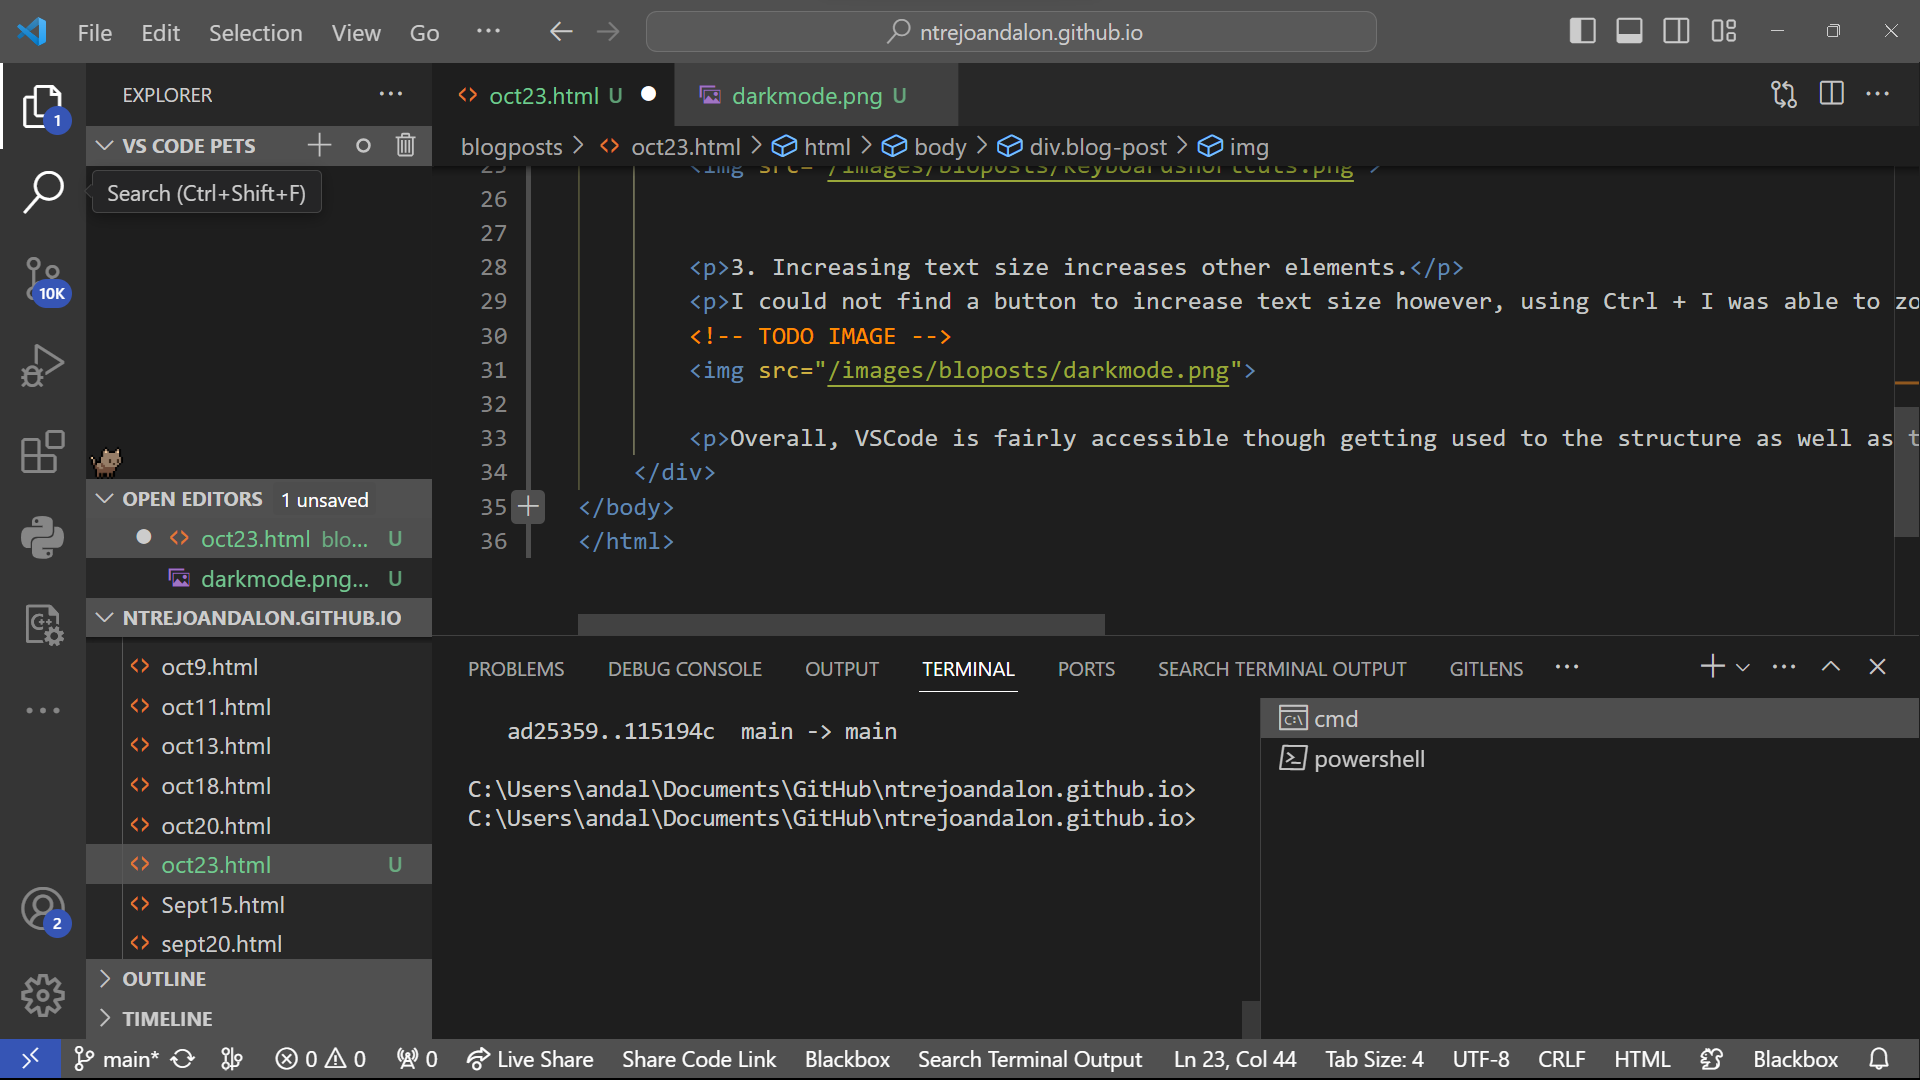 File Edit Selection View Go ··· ntrejoandalon.github.io
EXPLORER
VS CODE PETS
Search (Ctrl+Shift+F)
1
10K
2
OPEN EDITORS 1 unsaved
oct23.html blo... U
darkmode.png... U
NTREJOANDALON.GITHUB.IO
oct9.html
oct11.html
oct13.html
oct18.html
oct20.html
oct23.html U
Sept15.html
sept20.html
OUTLINE
TIMELINE
oct23.html U darkmode.png U
blogposts > oct23.html > html > body > div.blog-post > img
25 <img src="/images/bloposts/keyboardshortcuts.png">
26
27
28 <p>3. Increasing text size increases other elements.</p>
29 <p>I could not find a button to increase text size however, using Ctrl + I was able to zo
30 <!-- TODO IMAGE -->
31 <img src="/images/bloposts/darkmode.png">
32
33 <p>Overall, VSCode is fairly accessible though getting used to the structure as well as t
34 </div>
35 </body>
36 </html>
PROBLEMS DEBUG CONSOLE OUTPUT TERMINAL PORTS SEARCH TERMINAL OUTPUT GITLENS ···
ad25359..115194c main -> main
C:\Users\andal\Documents\GitHub\ntrejoandalon.github.io>
C:\Users\andal\Documents\GitHub\ntrejoandalon.github.io>
cmd
powershell
main* 0 0 0 Live Share Share Code Link Blackbox Search Terminal Output Ln 23, Col 44 Tab Size: 4 UTF-8 CRLF HTML Blackbox